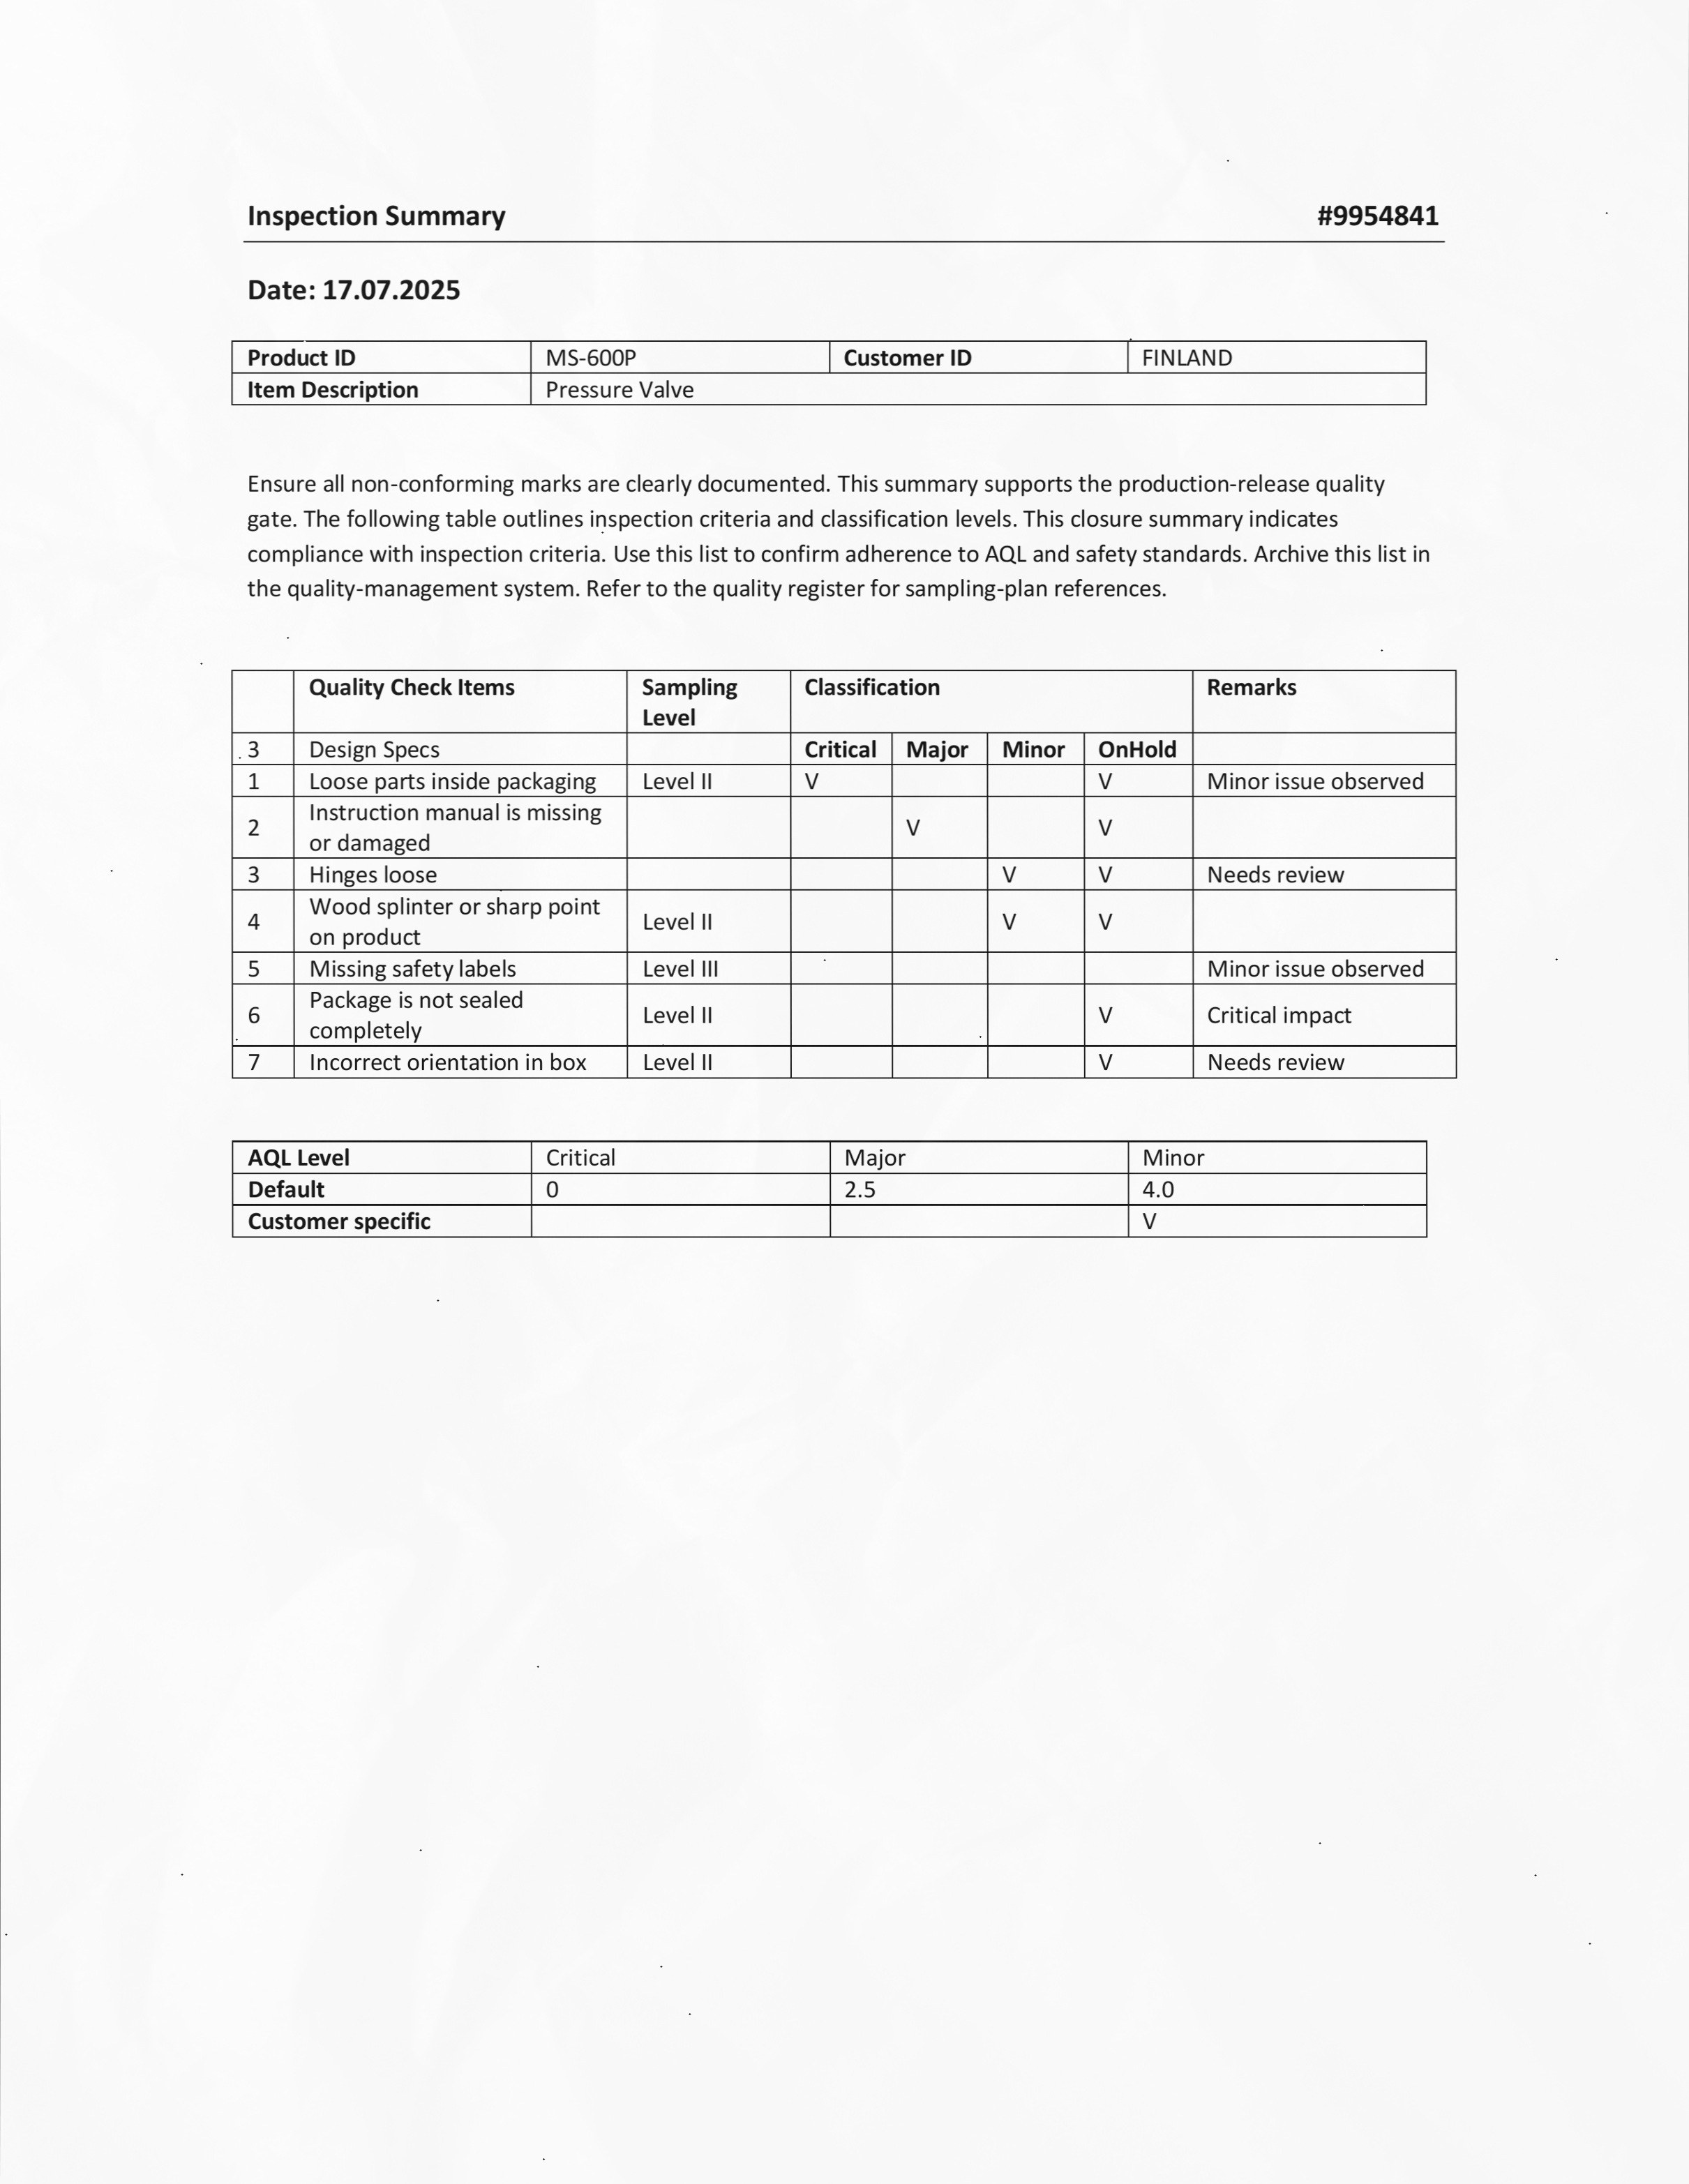 Inspection Summary #9954841
Date: 17.07.2025
Product ID MS-600P Customer ID FINLAND
Item Description Pressure Valve
Ensure all non-conforming marks are clearly documented. This summary supports the production-release quality
gate. The following table outlines inspection criteria and classification levels. This closure summary indicates
compliance with inspection criteria. Use this list to confirm adherence to AQL and safety standards. Archive this list in
the quality-management system. Refer to the quality register for sampling-plan references.
Quality Check Items Sampling Classification Remarks
Level
3 Design Specs Critical Major Minor OnHold
1 Loose parts inside packaging Level II V V Minor issue observed
2 Instruction manual is missing V V
or damaged
3 Hinges loose V V Needs review
4 Wood splinter or sharp point Level II V V
on product
5 Missing safety labels Level III Minor issue observed
6 Package is not sealed Level II V Critical impact
completely
7 Incorrect orientation in box Level II V Needs review
AQL Level Critical Major Minor
Default 0 2.5 4.0
Customer specific V